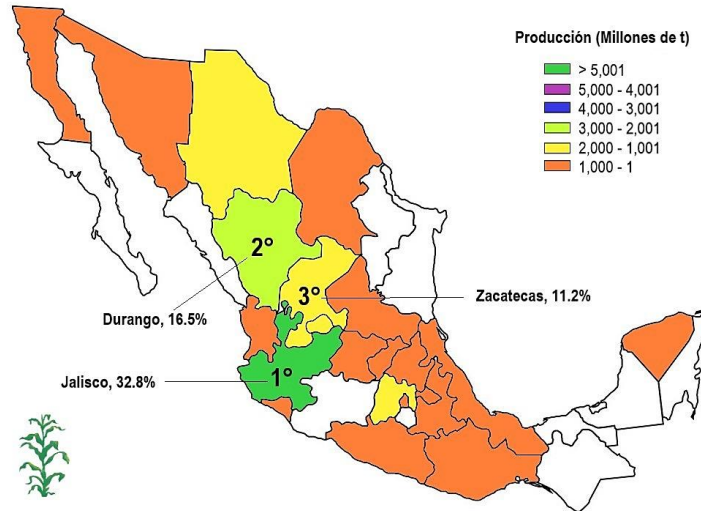 Producción (Millones de t)
> 5,001
5,000 - 4,001
4,000 - 3,001
3,000 - 2,001
2,000 - 1,001
1,000 - 1
2°
3°
Zacatecas, 11.2%
Durango, 16.5%
1°
Jalisco, 32.8%